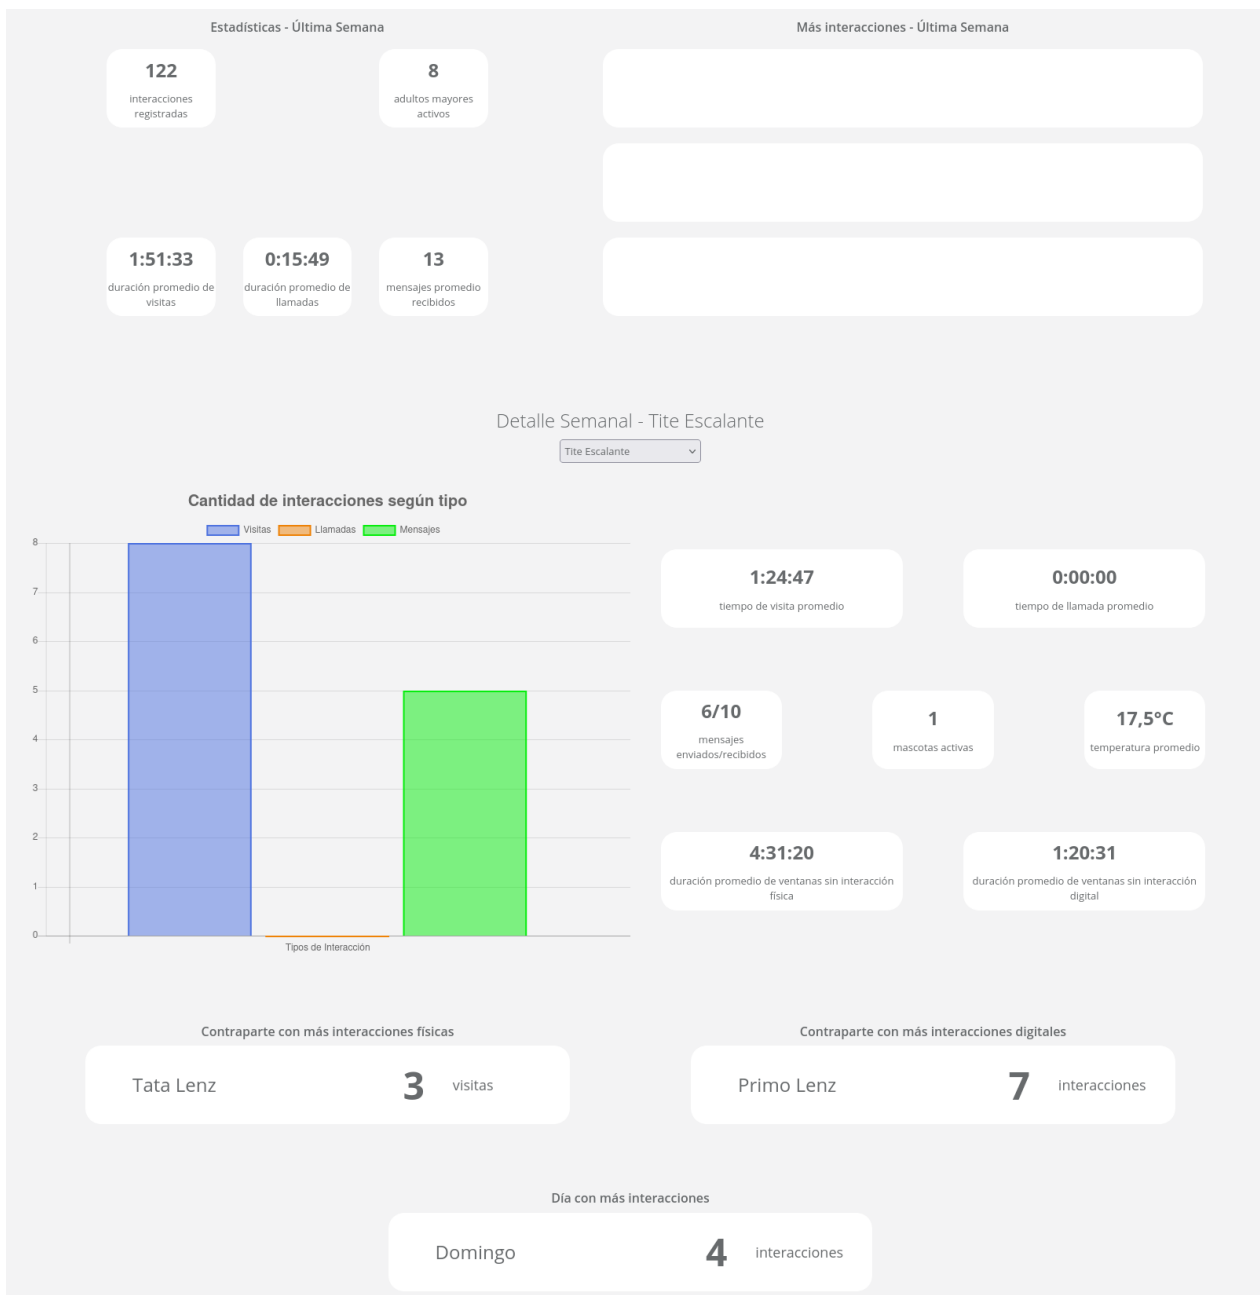 Estadísticas - Última Semana
122
interacciones
registradas
8
adultos mayores
activos
1:51:33
duración promedio de
visitas
0:15:49
duración promedio de
llamadas
13
mensajes promedio
recibidos
Más interacciones - Última Semana
Detalle Semanal - Tite Escalante
Tite Escalante
Cantidad de interacciones según tipo
Visitas
Llamadas
Mensajes
8
7
6
5
4
3
2
1
0
Tipos de Interacción
1:24:47
tiempo de visita promedio
0:00:00
tiempo de llamada promedio
6/10
mensajes
enviados/recibidos
1
mascotas activas
17,5°C
temperatura promedio
4:31:20
duración promedio de ventanas sin interacción
física
1:20:31
duración promedio de ventanas sin interacción
digital
Contraparte con más interacciones físicas
Tata Lenz 3 visitas
Contraparte con más interacciones digitales
Primo Lenz 7 interacciones
Día con más interacciones
Domingo 4 interacciones